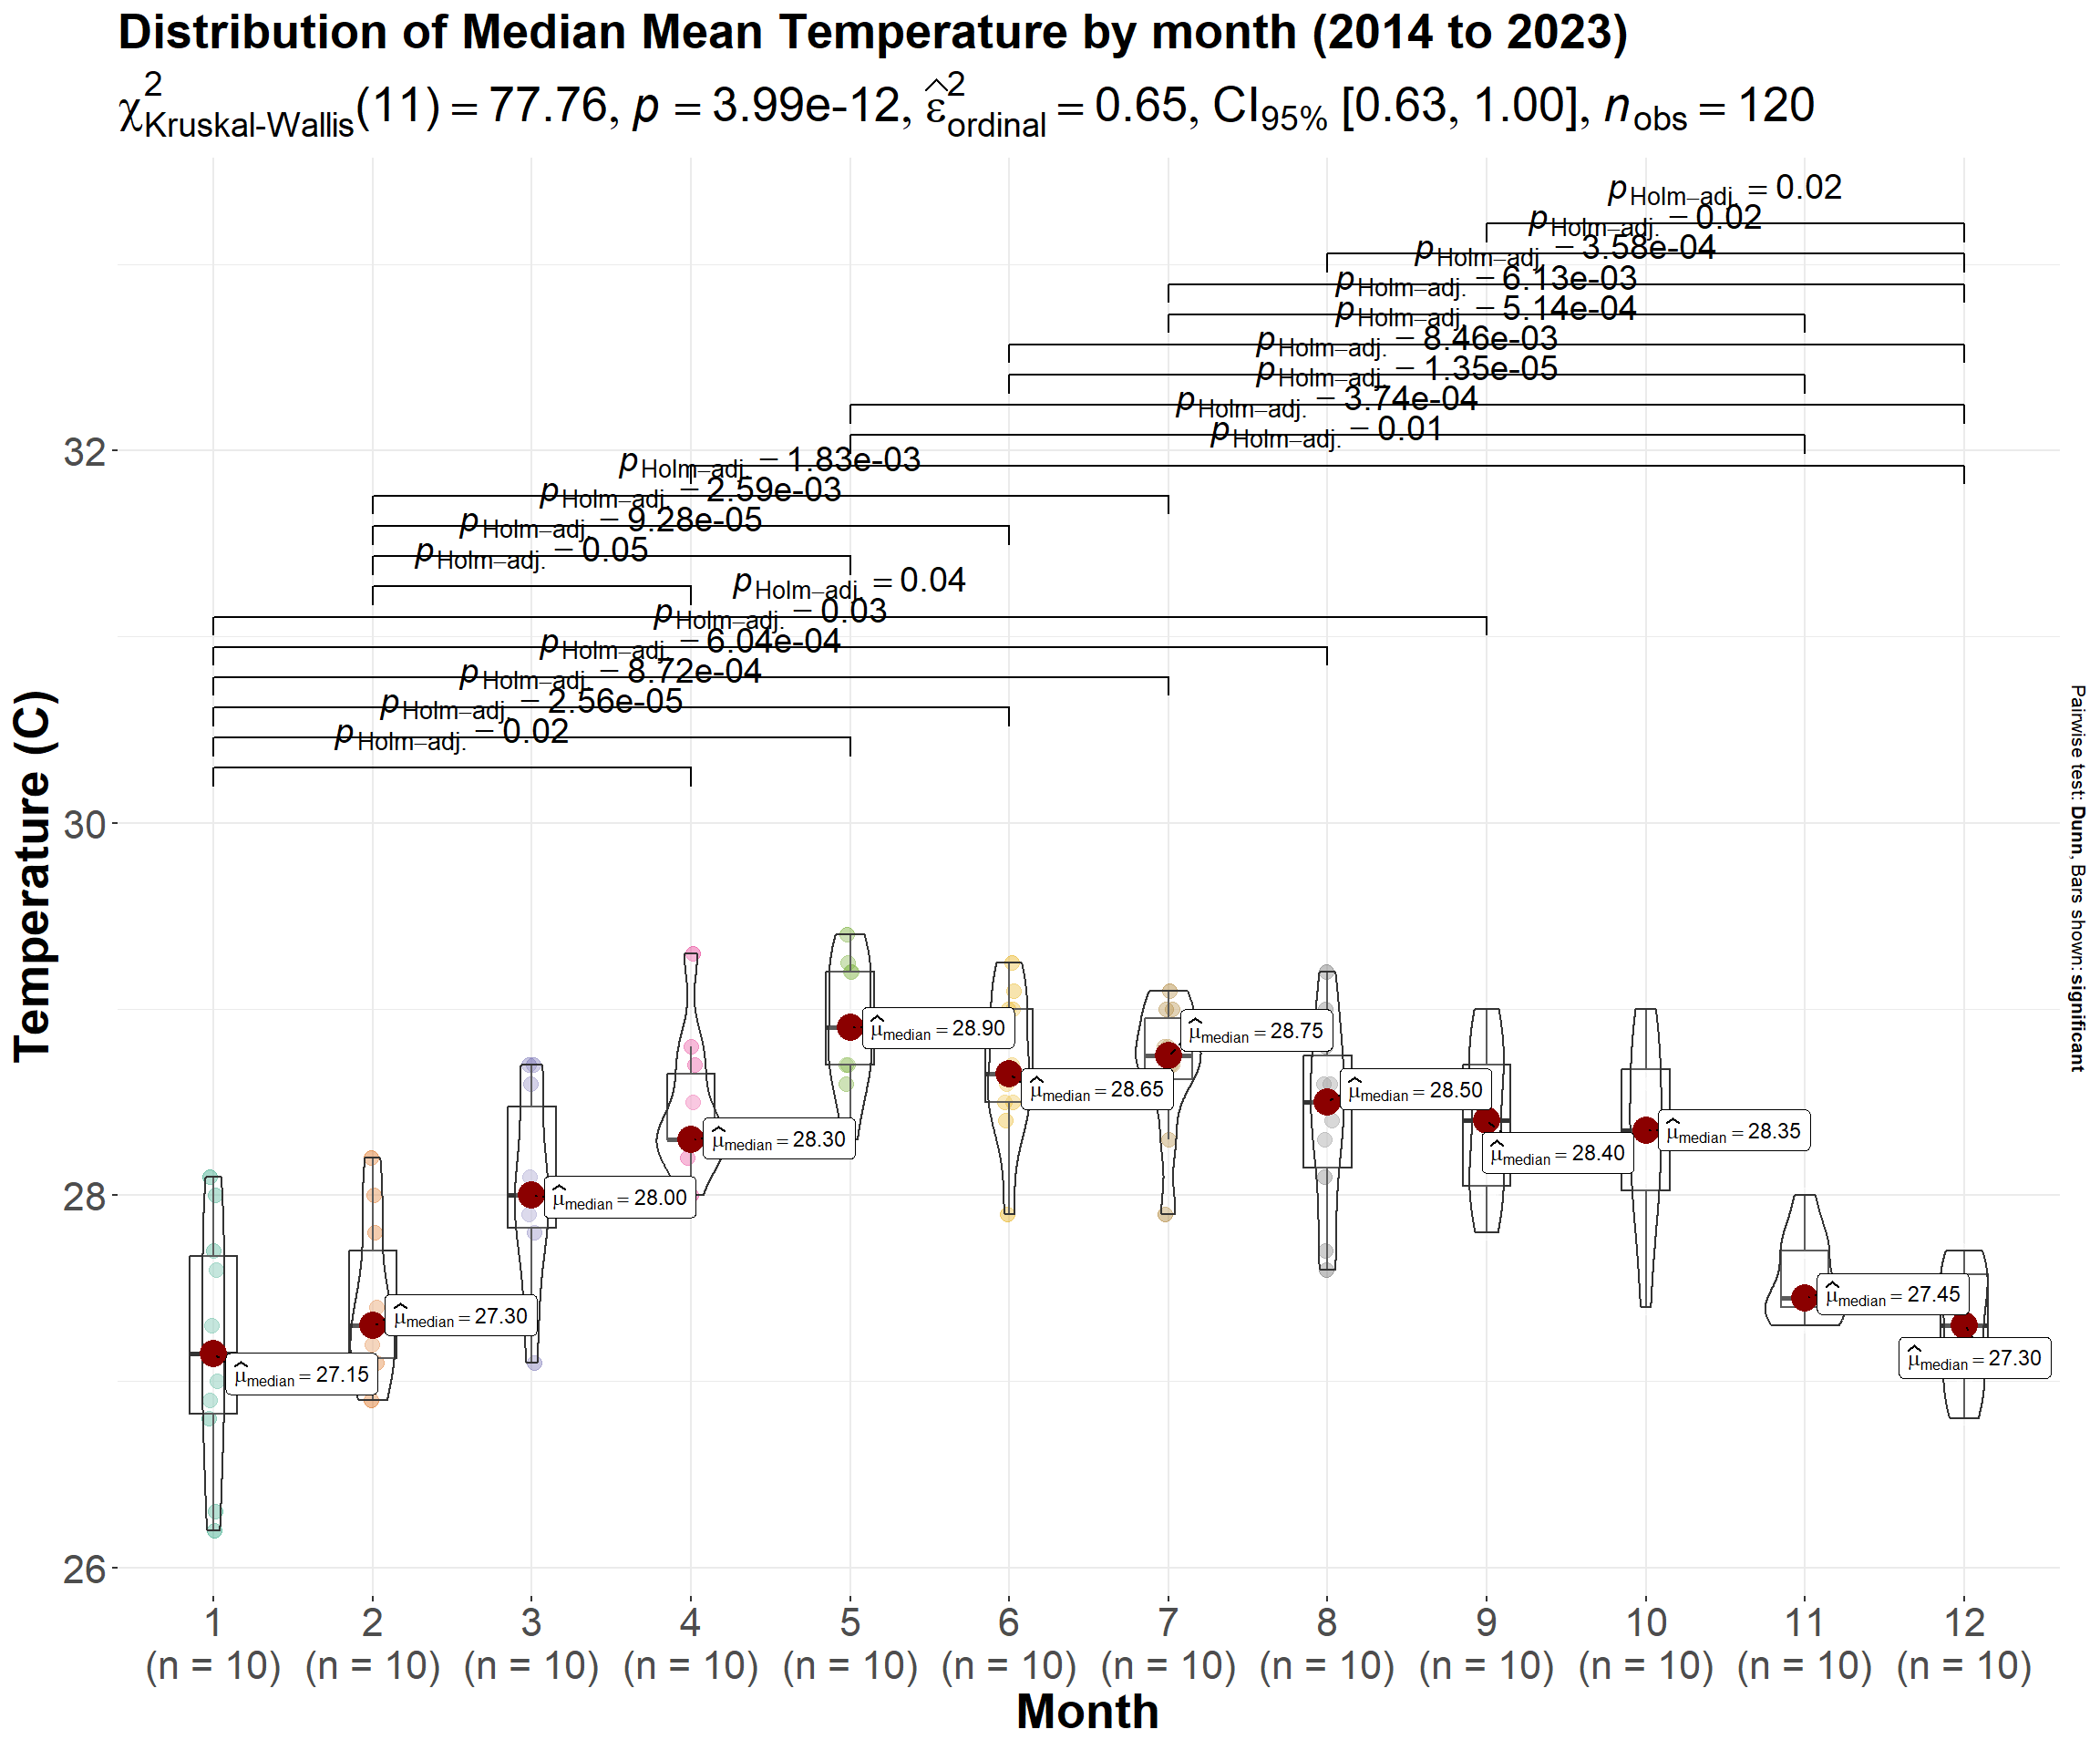 Distribution of Median Mean Temperature by month (2014 to 2023)
χ²Kruskal-Wallis(11) = 77.76, p = 3.99e-12, ε̂²ordinal = 0.65, CI95% [0.63, 1.00], nobs = 120
pHolm–adj. = 0.02
pHolm–adj. = 0.02
pHolm–adj. = 3.58e-04
pHolm–adj. = 6.13e-03
pHolm–adj. = 5.14e-04
pHolm–adj. = 8.46e-03
pHolm–adj. = 1.35e-05
pHolm–adj. = 3.74e-04
pHolm–adj. = 0.01
pHolm–adj. = 1.83e-03
pHolm–adj. = 2.59e-03
pHolm–adj. = 9.28e-05
pHolm–adj. = 0.05
pHolm–adj. = 0.04
pHolm–adj. = 0.03
pHolm–adj. = 6.04e-04
pHolm–adj. = 8.72e-04
pHolm–adj. = 2.56e-05
pHolm–adj. = 0.02
Temperature (C)
32
30
28
26
μ̂median = 27.15
μ̂median = 27.30
μ̂median = 28.00
μ̂median = 28.30
μ̂median = 28.90
μ̂median = 28.65
μ̂median = 28.75
μ̂median = 28.50
μ̂median = 28.40
μ̂median = 28.35
μ̂median = 27.45
μ̂median = 27.30
Pairwise test: Dunn, Bars shown: significant
1 2 3 4 5 6 7 8 9 10 11 12
(n = 10) (n = 10) (n = 10) (n = 10) (n = 10) (n = 10) (n = 10) (n = 10) (n = 10) (n = 10) (n = 10) (n = 10)
Month